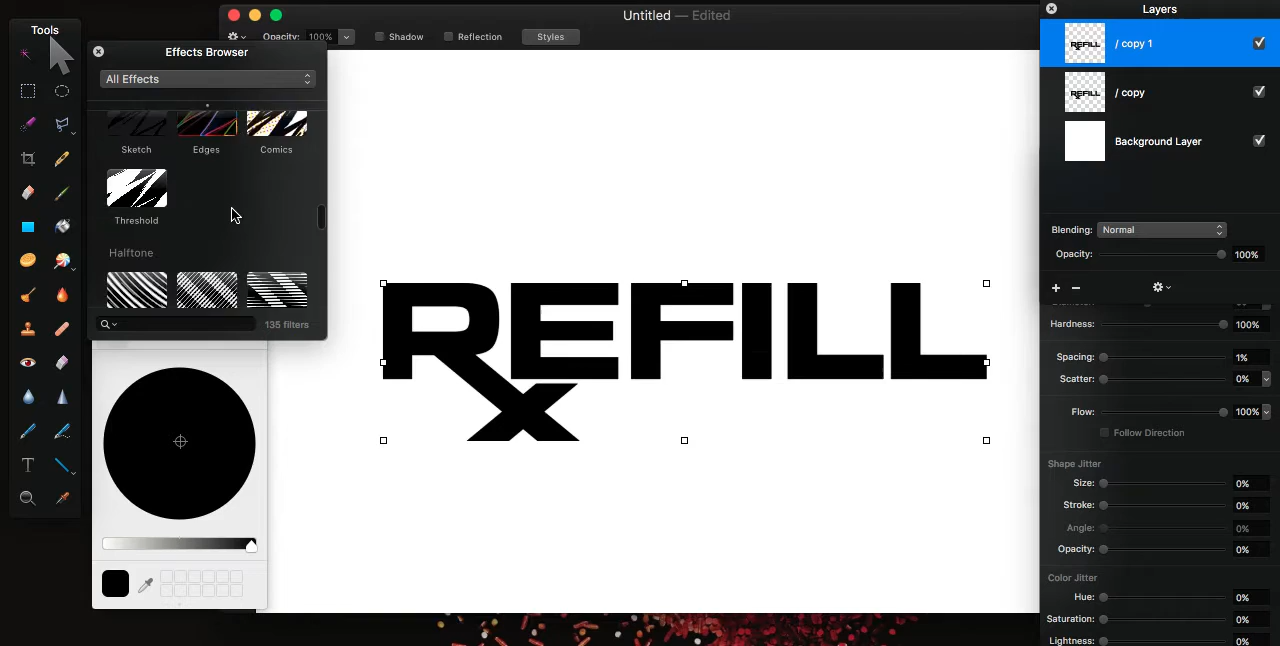 Tools
Effects Browser
All Effects
Sketch
Edges
Comics
Threshold
Halftone
135 filters
Untitled — Edited
Opacity: 100%
Shadow
Reflection
Styles
REFILL
Layers
REFILL
/ copy 1
REFILL
/ copy
Background Layer
Blending: Normal
Opacity: 100%
Hardness: 100%
Spacing: 1%
Scatter: 0%
Flow: 100%
Follow Direction
Shape Jitter
Size: 0%
Stroke: 0%
Angle: 0%
Opacity: 0%
Color Jitter
Hue: 0%
Saturation: 0%
Lightness: 0%